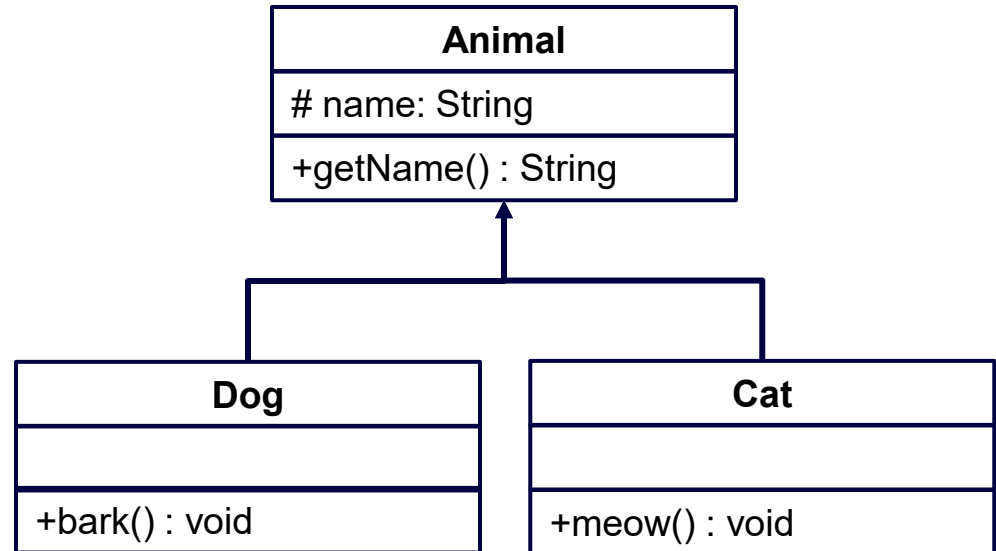 Animal
# name: String
+getName() : String
Dog
Cat
+bark() : void
+meow() : void